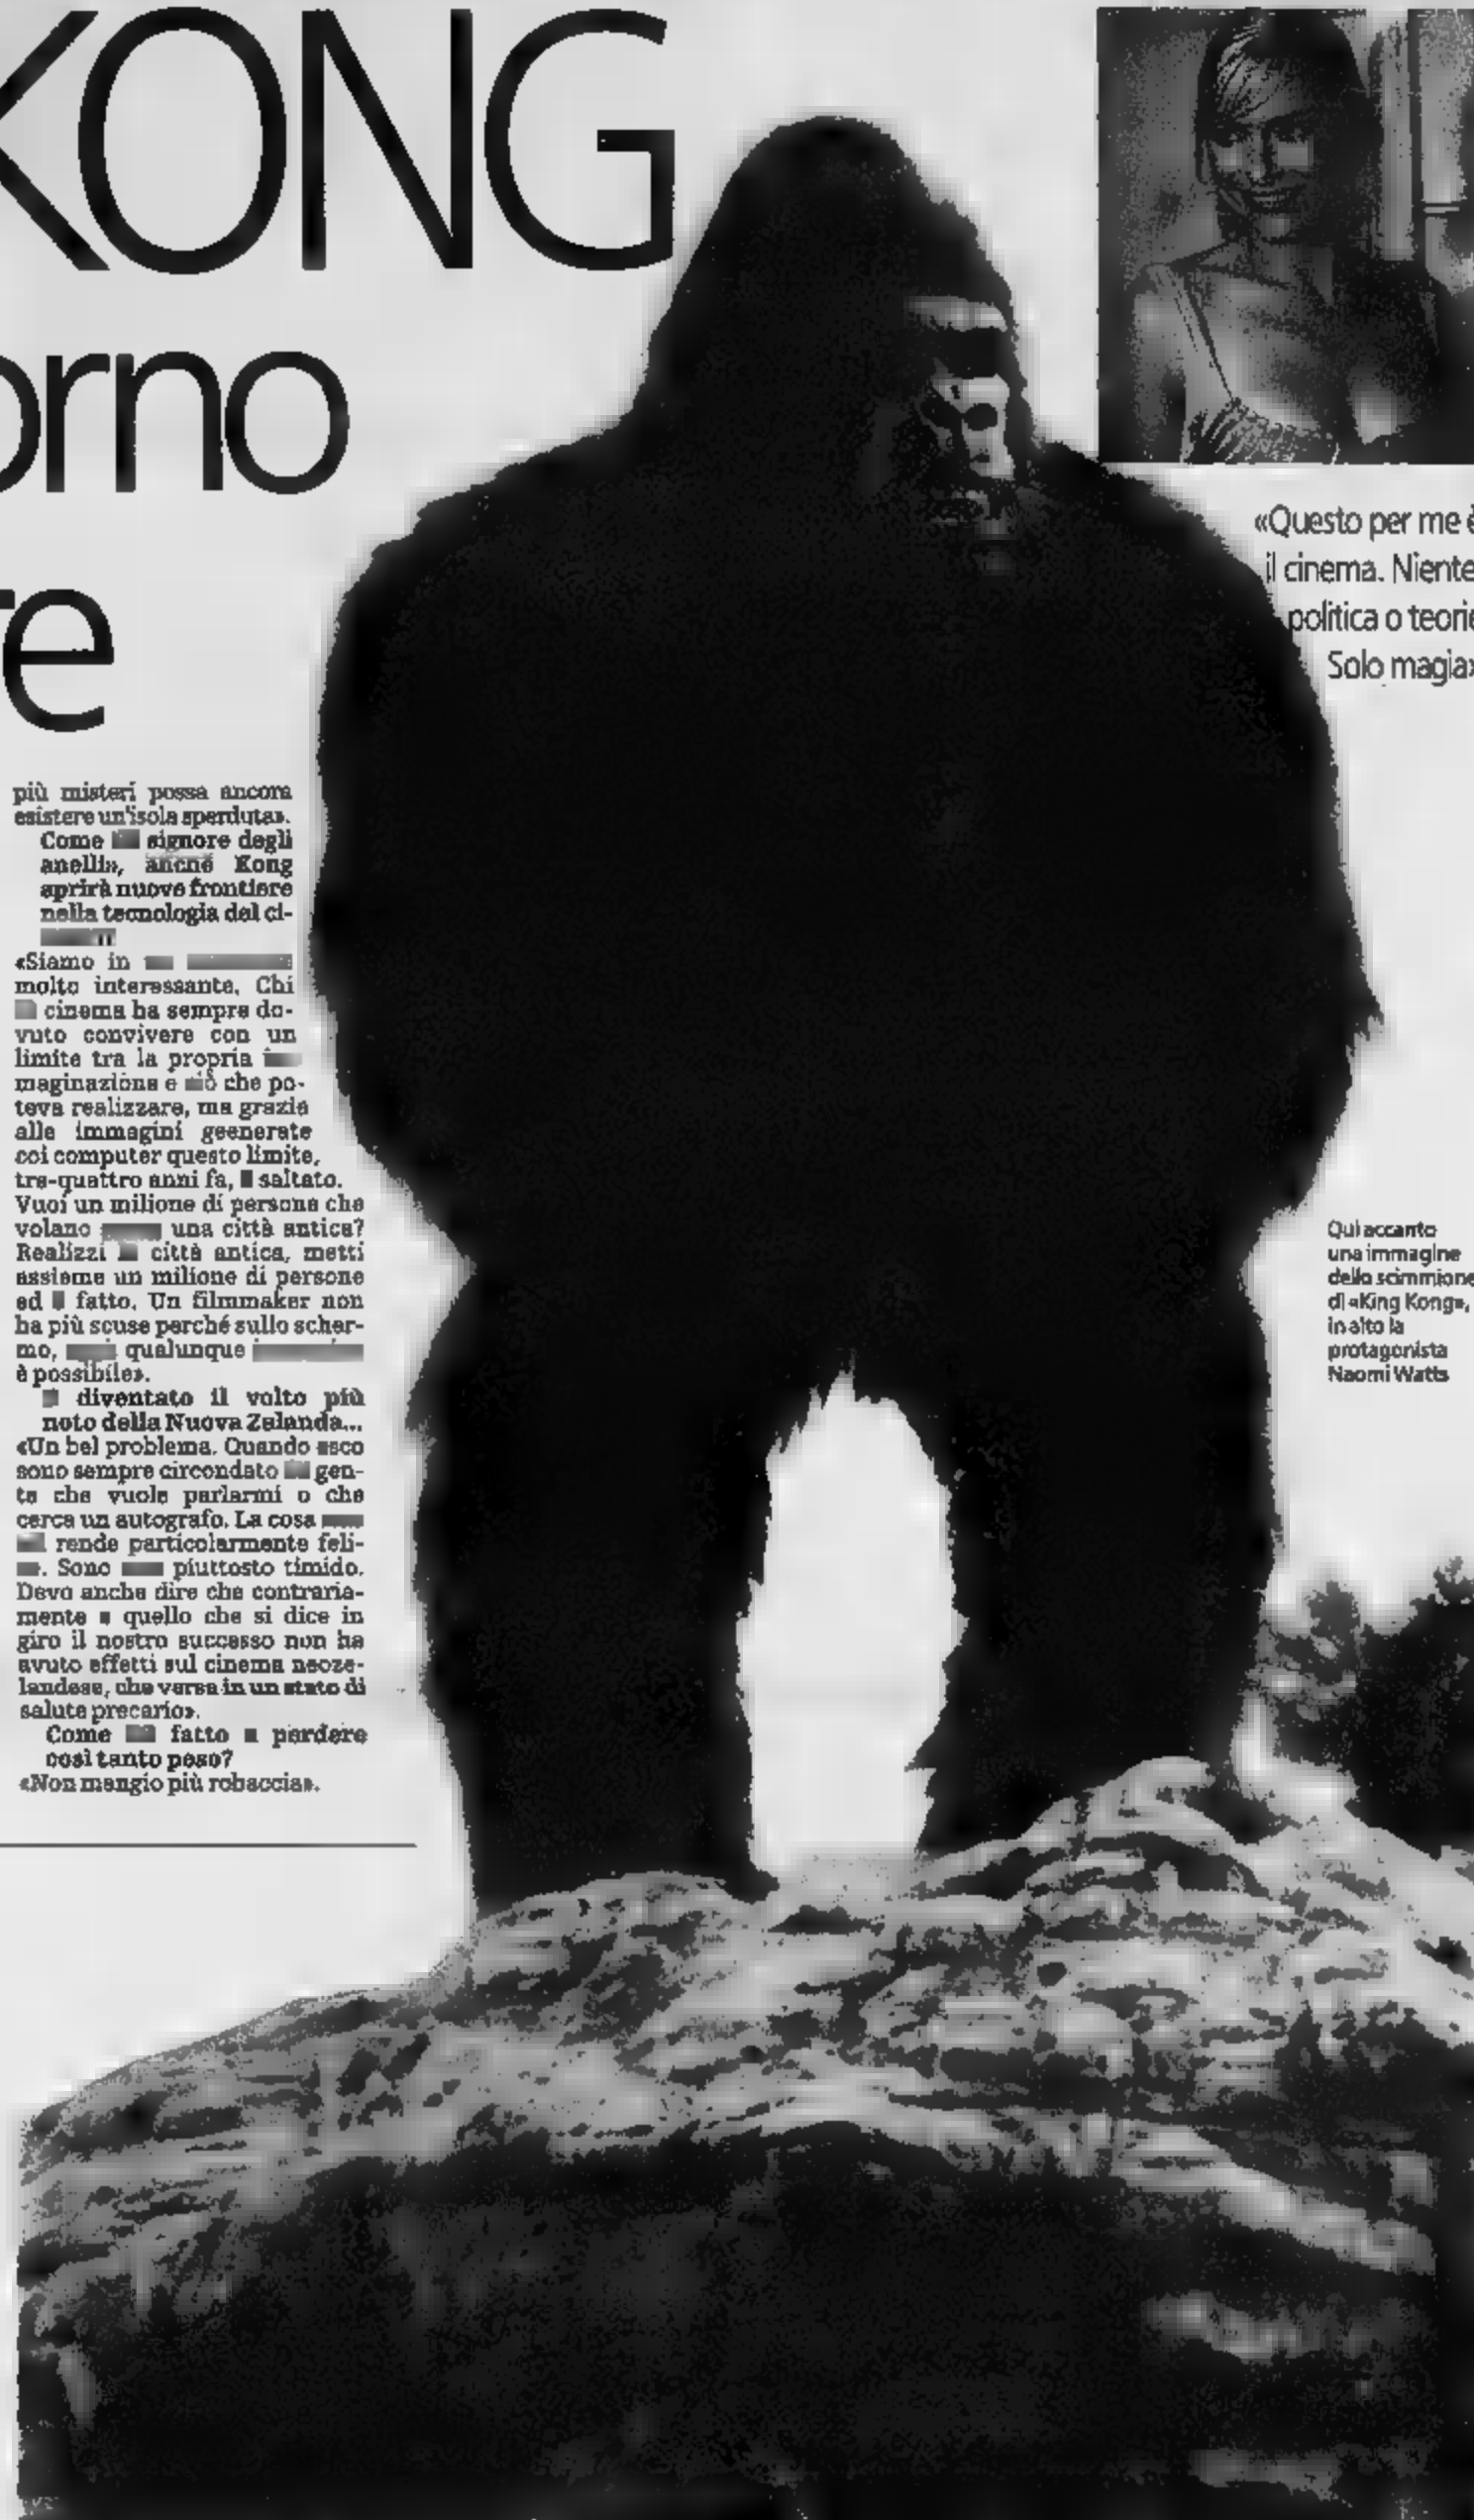 KONG
orno
re
più misteri possa ancora
esistere un'isola sperduta».
Come signore degli
anelli», anche Kong
aprirà nuove frontiere
nella tecnologia del ci-
«Siamo in
molto interessante. Chi
cinema ha sempre do-
vuto convivere con un
limite tra la propria
maginazione e ciò che po-
teva realizzare, ma grazie
alle immagini geenerate
col computer questo limite,
tre-quattro anni fa, saltato.
Vuoi un milione di persone che
volano una città antica?
Realizzi città antica, metti
assieme un milione di persone
ed fatto. Un filmmaker non
ha più scuse perché sullo scher-
mo, qualunque
è possibile».
diventato il volto più
noto della Nuova Zelanda...
«Un bel problema. Quando esco
sono sempre circondato gen-
te che vuole parlarmi o che
cerca un autografo. La cosa
rende particolarmente feli-
Sono piuttosto timido.
Devo anche dire che contraria-
mente a quello che si dice in
giro il nostro successo non ha
avuto effetti sul cinema neoze-
landese, che versa in un stato di
salute precario».
Come fatto a perdere
così tanto peso?
«Non mangio più robaccia».
«Questo per me è
il cinema. Niente
politica o teorie
Solo magia»
Qui accanto
una immagine
dello scimmione
di «King Kong»,
in alto la
protagonista
Naomi Watts